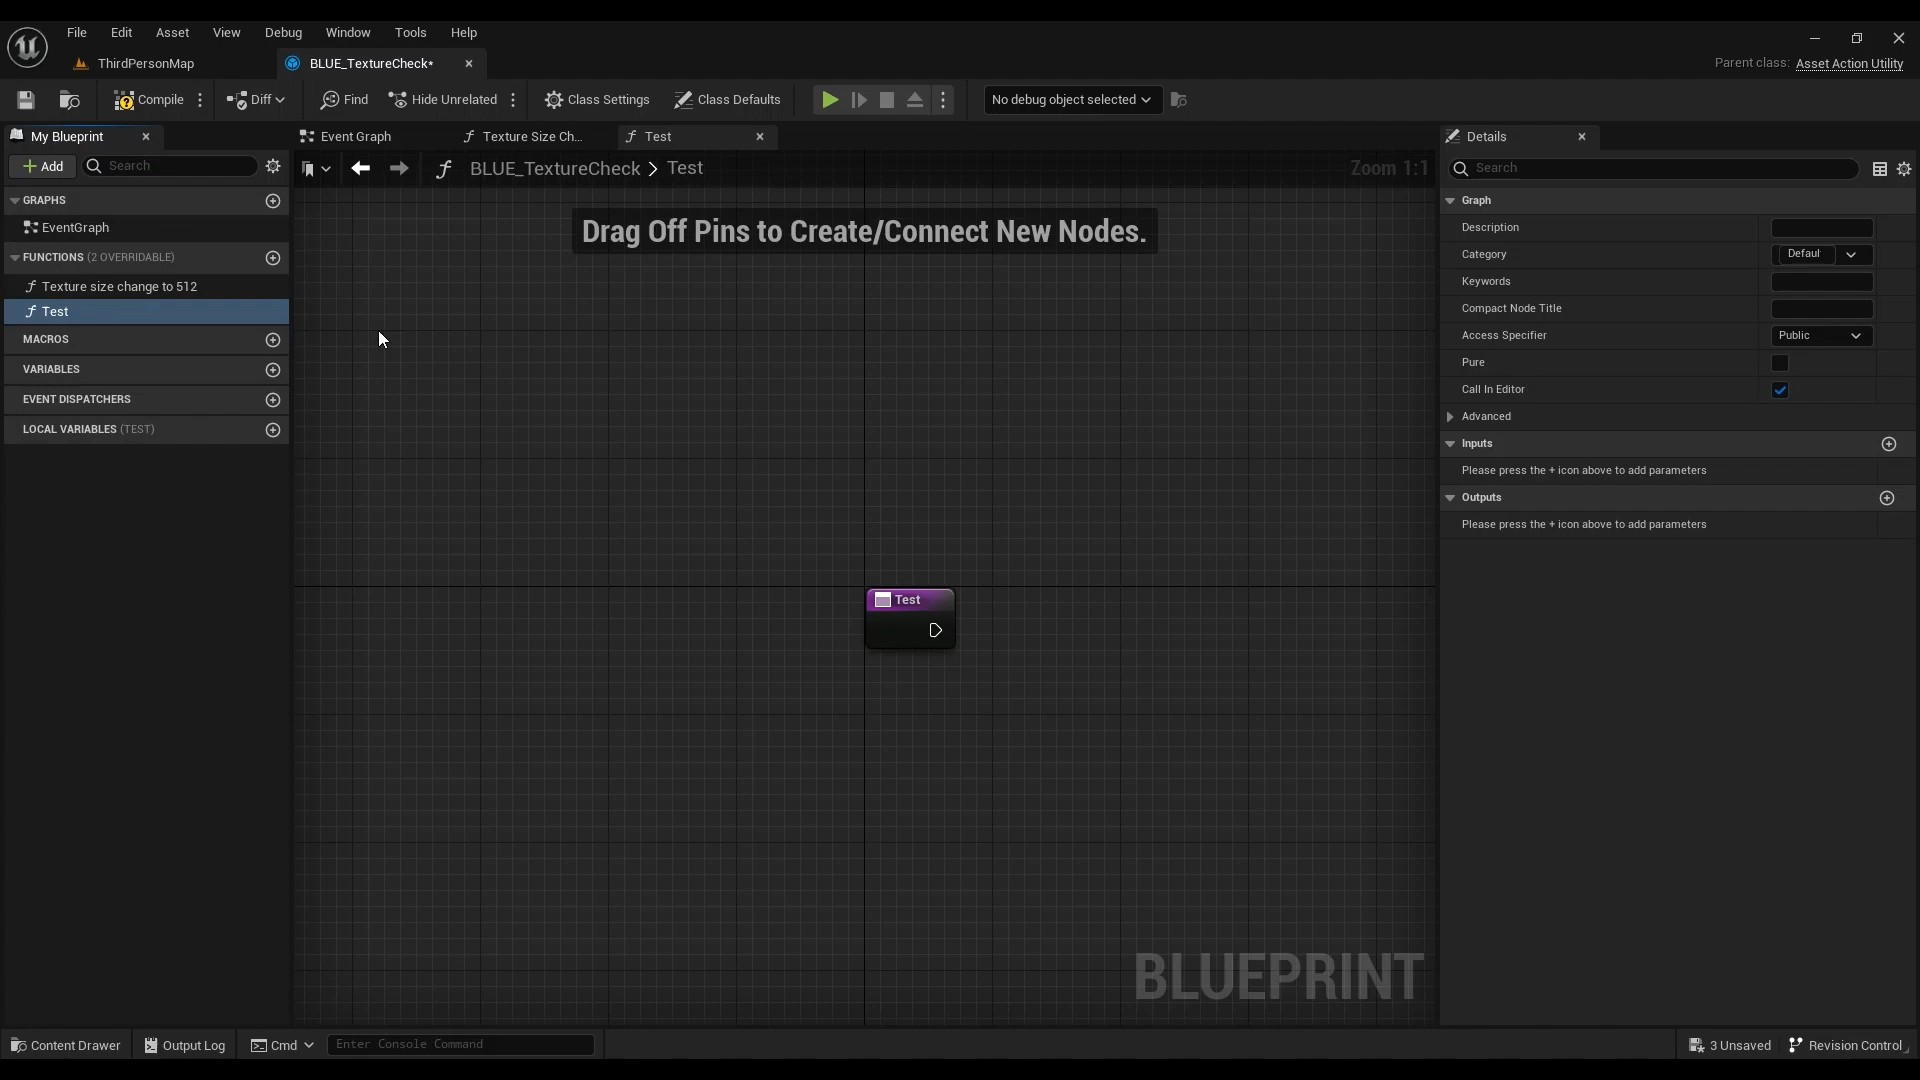 File Edit Asset View Debug Window Tools Help
ThirdPersonMap
BLUE_TextureCheck*
Parent class: Asset Action Utility
Compile
Diff
Find
Hide Unrelated
Class Settings
Class Defaults
No debug object selected
My Blueprint
Event Graph
Texture Size Ch...
Test
Details
Add
Search
BLUE_TextureCheck > Test
Zoom 1:1
Search
GRAPHS
EventGraph
FUNCTIONS (2 OVERRIDABLE)
Texture size change to 512
Test
MACROS
VARIABLES
EVENT DISPATCHERS
LOCAL VARIABLES (TEST)
Drag Off Pins to Create/Connect New Nodes.
Test
BLUEPRINT
Graph
Description
Category Defaul
Keywords
Compact Node Title
Access Specifier Public
Pure
Call In Editor
Advanced
Inputs
Please press the + icon above to add parameters
Outputs
Please press the + icon above to add parameters
Content Drawer
Output Log
Cmd
Enter Console Command
3 Unsaved
Revision Control